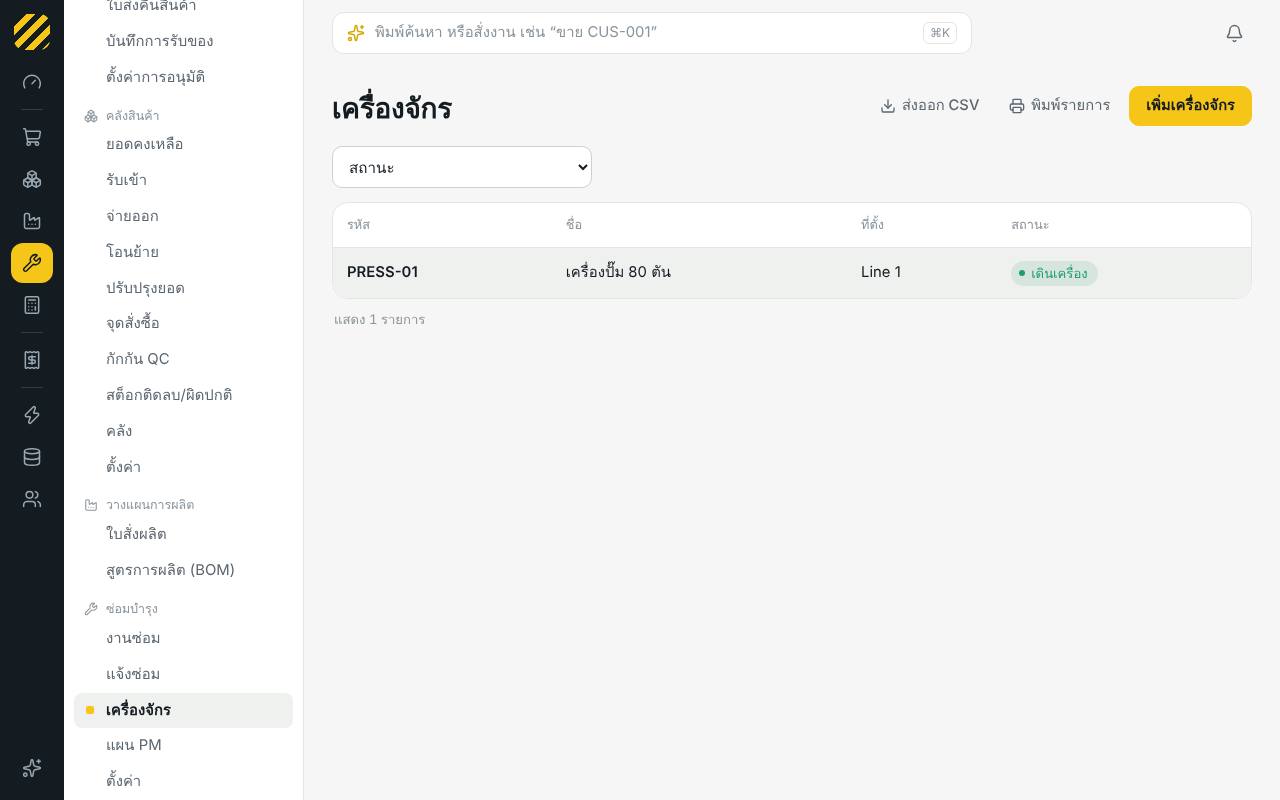 ใบส่งคืนสินค้า
บันทึกการรับของ
ตั้งค่าการอนุมัติ
คลังสินค้า
ยอดคงเหลือ
รับเข้า
จ่ายออก
โอนย้าย
ปรับปรุงยอด
จุดสั่งซื้อ
กักกัน QC
สต็อกติดลบ/ผิดปกติ
คลัง
ตั้งค่า
วางแผนการผลิต
ใบสั่งผลิต
สูตรการผลิต (BOM)
ซ่อมบำรุง
งานซ่อม
แจ้งซ่อม
เครื่องจักร
แผน PM
ตั้งค่า
พิมพ์ค้นหา หรือสั่งงาน เช่น “ขาย CUS-001” ⌘K
เครื่องจักร
ส่งออก CSV พิมพ์รายการ เพิ่มเครื่องจักร
สถานะ
รหัส ชื่อ ที่ตั้ง สถานะ
PRESS-01 เครื่องปั๊ม 80 ตัน Line 1 เดินเครื่อง
แสดง 1 รายการ